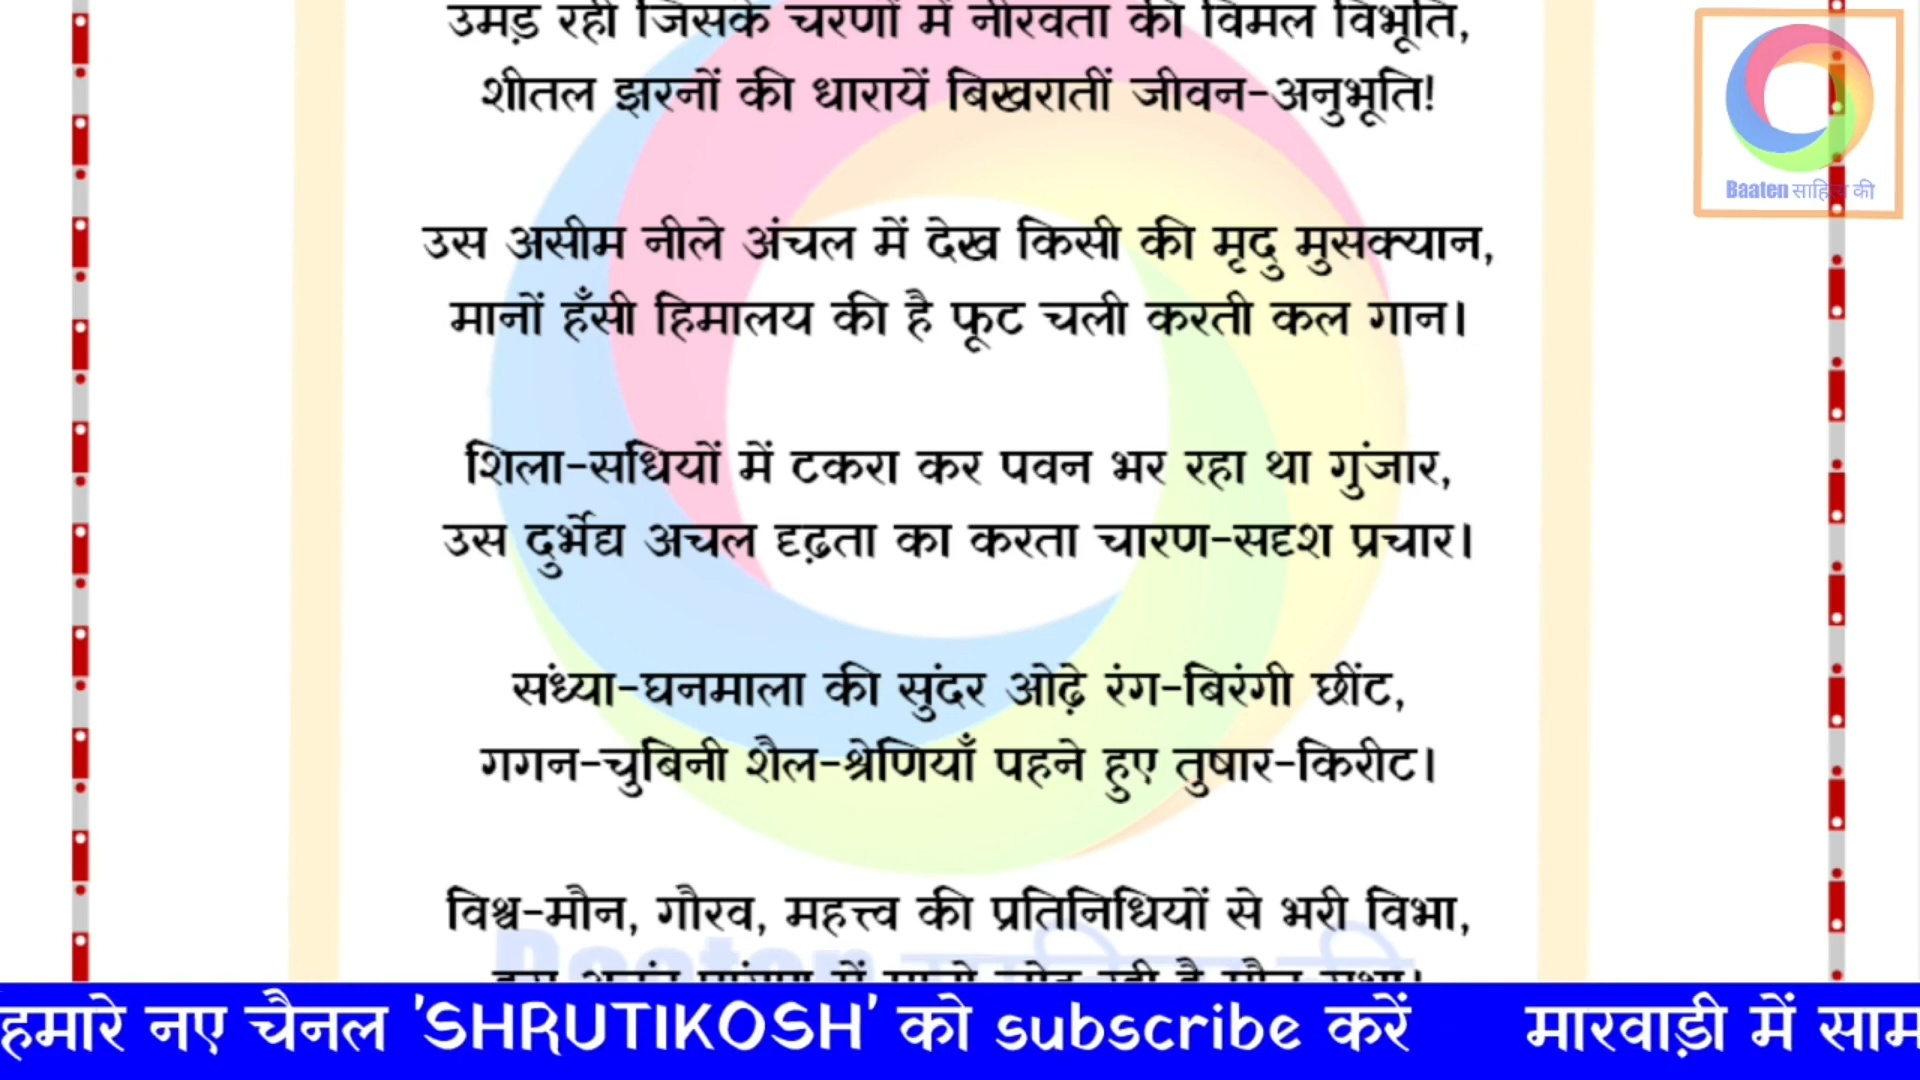 उमड़ रही जिसके चरणों में नीरवता की विमल विभूति,
शीतल झरनों की धारायें बिखरातीं जीवन-अनुभूति!
उस असीम नीले अंचल में देख किसी की मृदु मुसक्यान,
मानों हँसी हिमालय की है फूट चली करती कल गान।
शिला-सधियों में टकरा कर पवन भर रहा था गुंजार,
उस दुर्भेद्य अचल दृढ़ता का करता चारण-सदृश प्रचार।
संध्या-घनमाला की सुंदर ओढ़े रंग-बिरंगी छींट,
गगन-चुबिनी शैल-श्रेणियाँ पहने हुए तुषार-किरीट।
विश्व-मौन, गौरव, महत्त्व की प्रतिनिधियों से भरी विभा,
Baaten साहित्य की
हमारे नए चैनल 'SHRUTIKOSH' को subscribe करें मारवाड़ी में साम